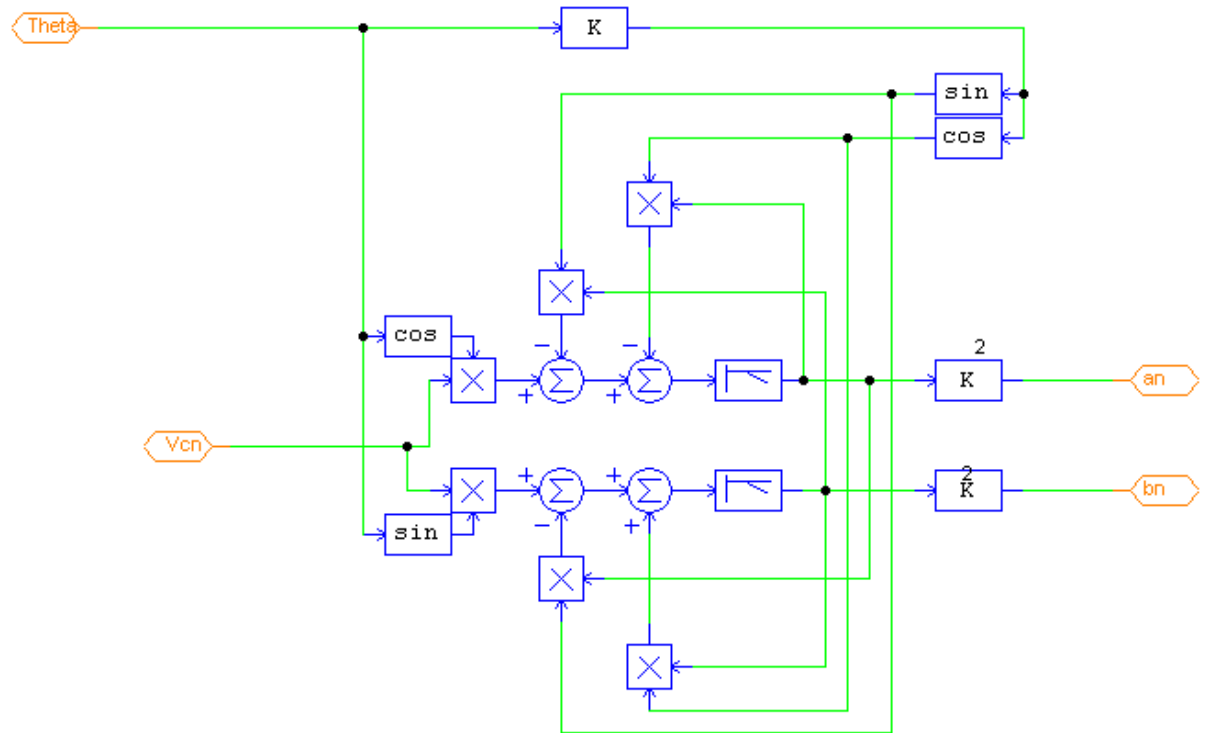 Theta
K
sin
cos
×
×
cos
−
−
2
×
Σ
Σ
K
an
+
+
Vcn
×
+
Σ
+
Σ
2
K
bn
sin
−
+
×
×